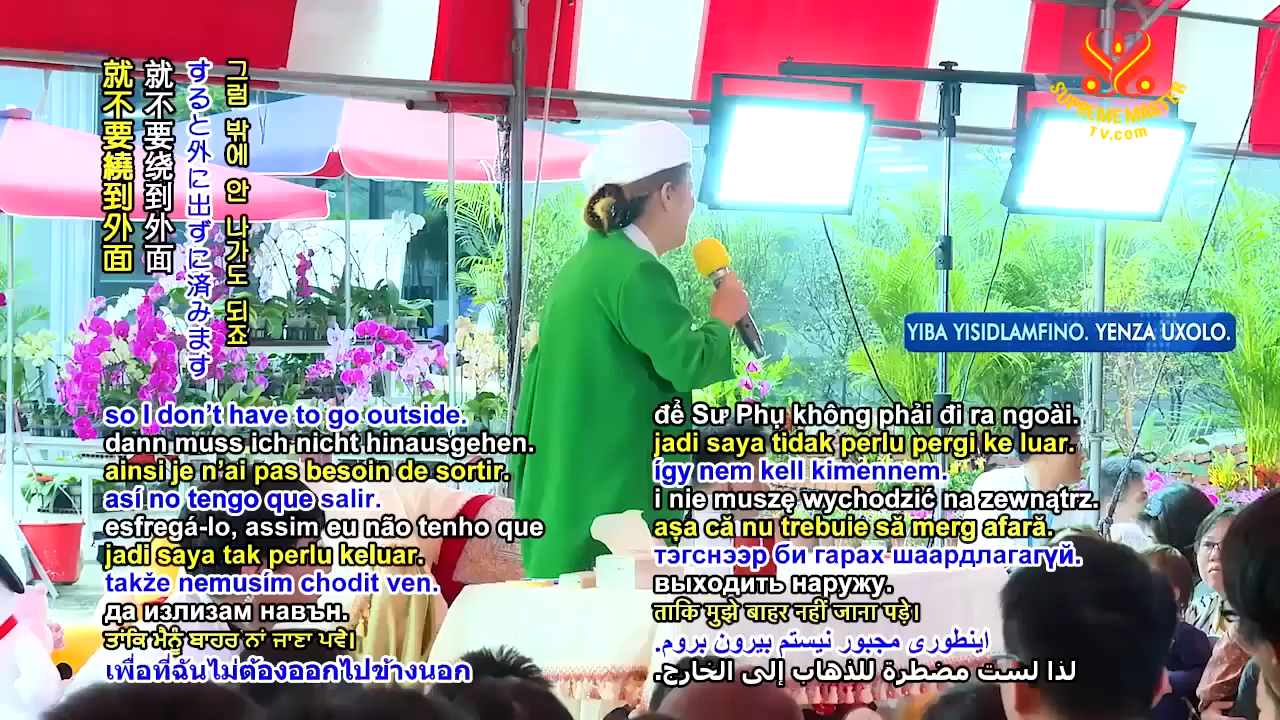 SUPREME MASTER
TV.com
그럼 밖에 안 나가도 되죠
すると外に出ずに済みます
就不要绕到外面
就不要繞到外面
YIBA YISIDLAMFINO. YENZA UXOLO.
so I don't have to go outside.
dann muss ich nicht hinausgehen.
ainsi je n'ai pas besoin de sortir.
así no tengo que salir.
esfregá-lo, assim eu não tenho que
jadi saya tak perlu keluar.
takže nemusím chodit ven.
да излизам навън.
ਤਾਂਕਿ ਮੈਨੂੰ ਬਾਹਰ ਨਾਂ ਜਾਣਾ ਪਵੇ।
เพื่อที่ฉันไม่ต้องออกไปข้างนอก
để Sư Phụ không phải đi ra ngoài.
jadi saya tidak perlu pergi ke luar.
így nem kell kimennem.
i nie muszę wychodzić na zewnątrz.
așa că nu trebuie să merg afară.
тэгснээр би гарах шаардлагагүй.
выходить наружу.
ताकि मुझे बाहर नहीं जाना पड़े।
اینطوری مجبور نیستم بیرون بروم.
لذا لست مضطرة للذهاب إلى الخارج.